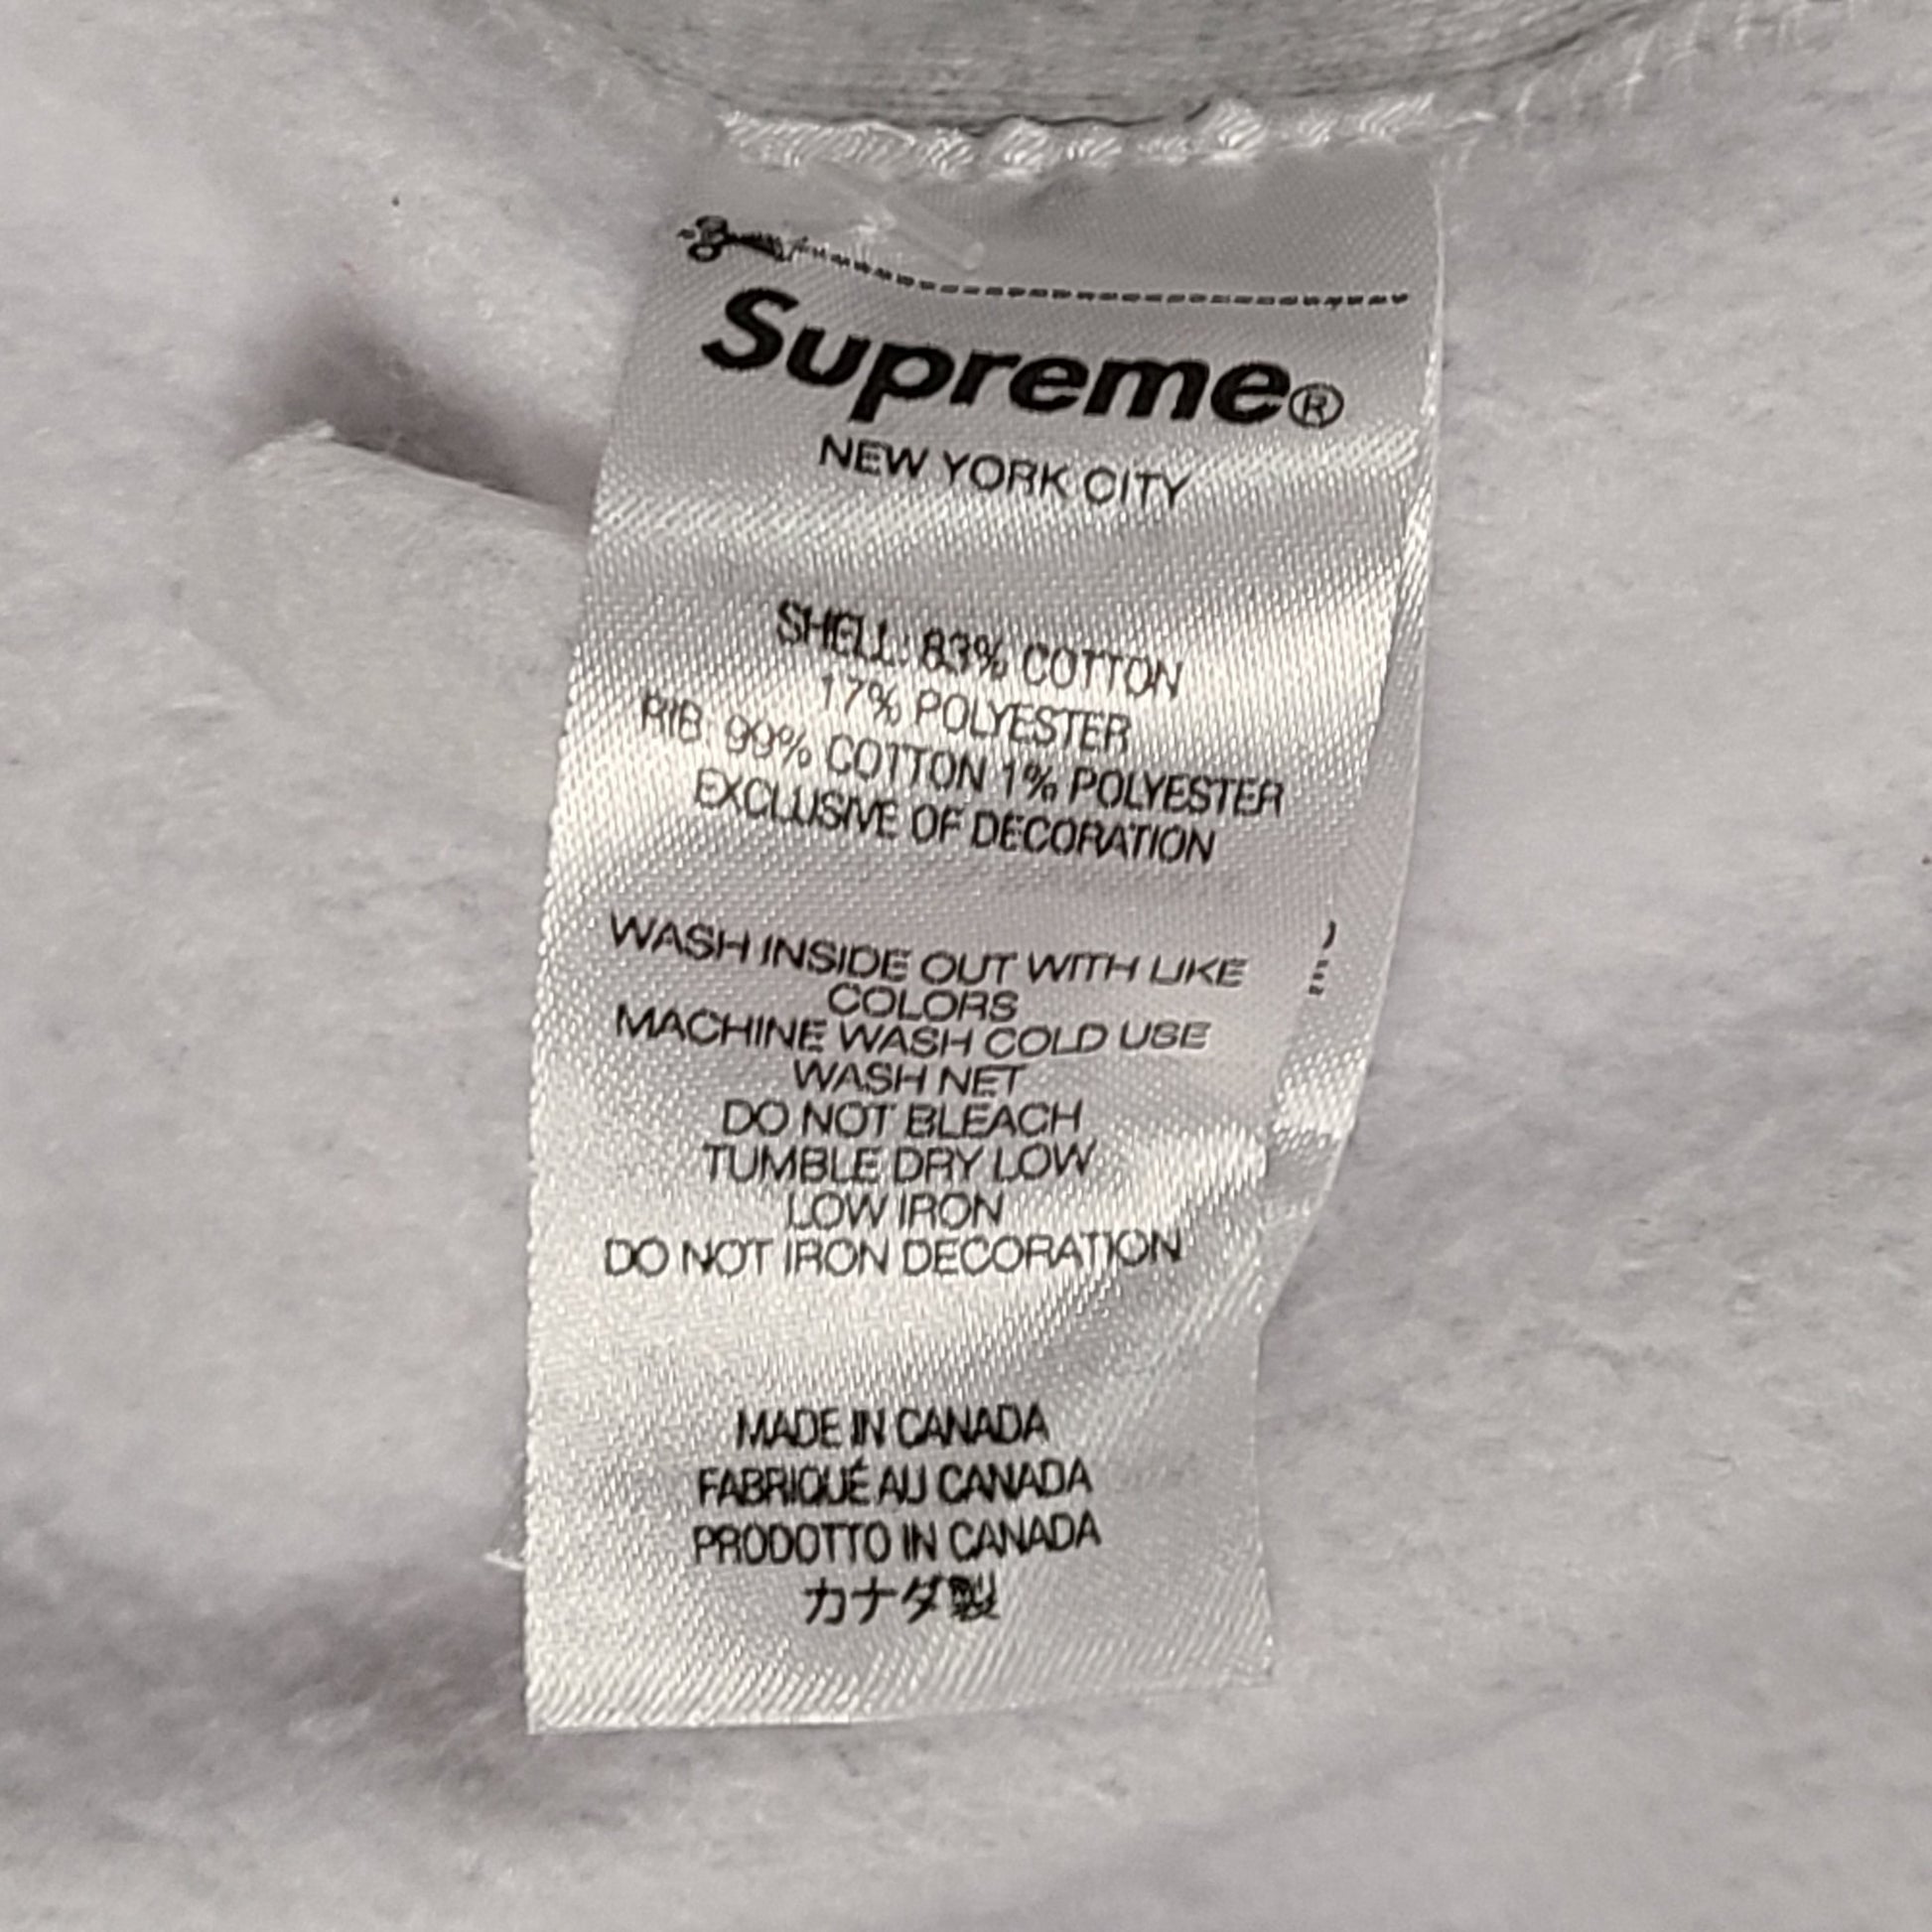 Supreme®
NEW YORK CITY
SHELL: 83% COTTON
17% POLYESTER
RIB 99% COTTON 1% POLYESTER
EXCLUSIVE OF DECORATION
WASH INSIDE OUT WITH LIKE
COLORS
MACHINE WASH COLD USE
WASH NET
DO NOT BLEACH
TUMBLE DRY LOW
LOW IRON
DO NOT IRON DECORATION
MADE IN CANADA
FABRIQUÉ AU CANADA
PRODOTTO IN CANADA
カナダ製